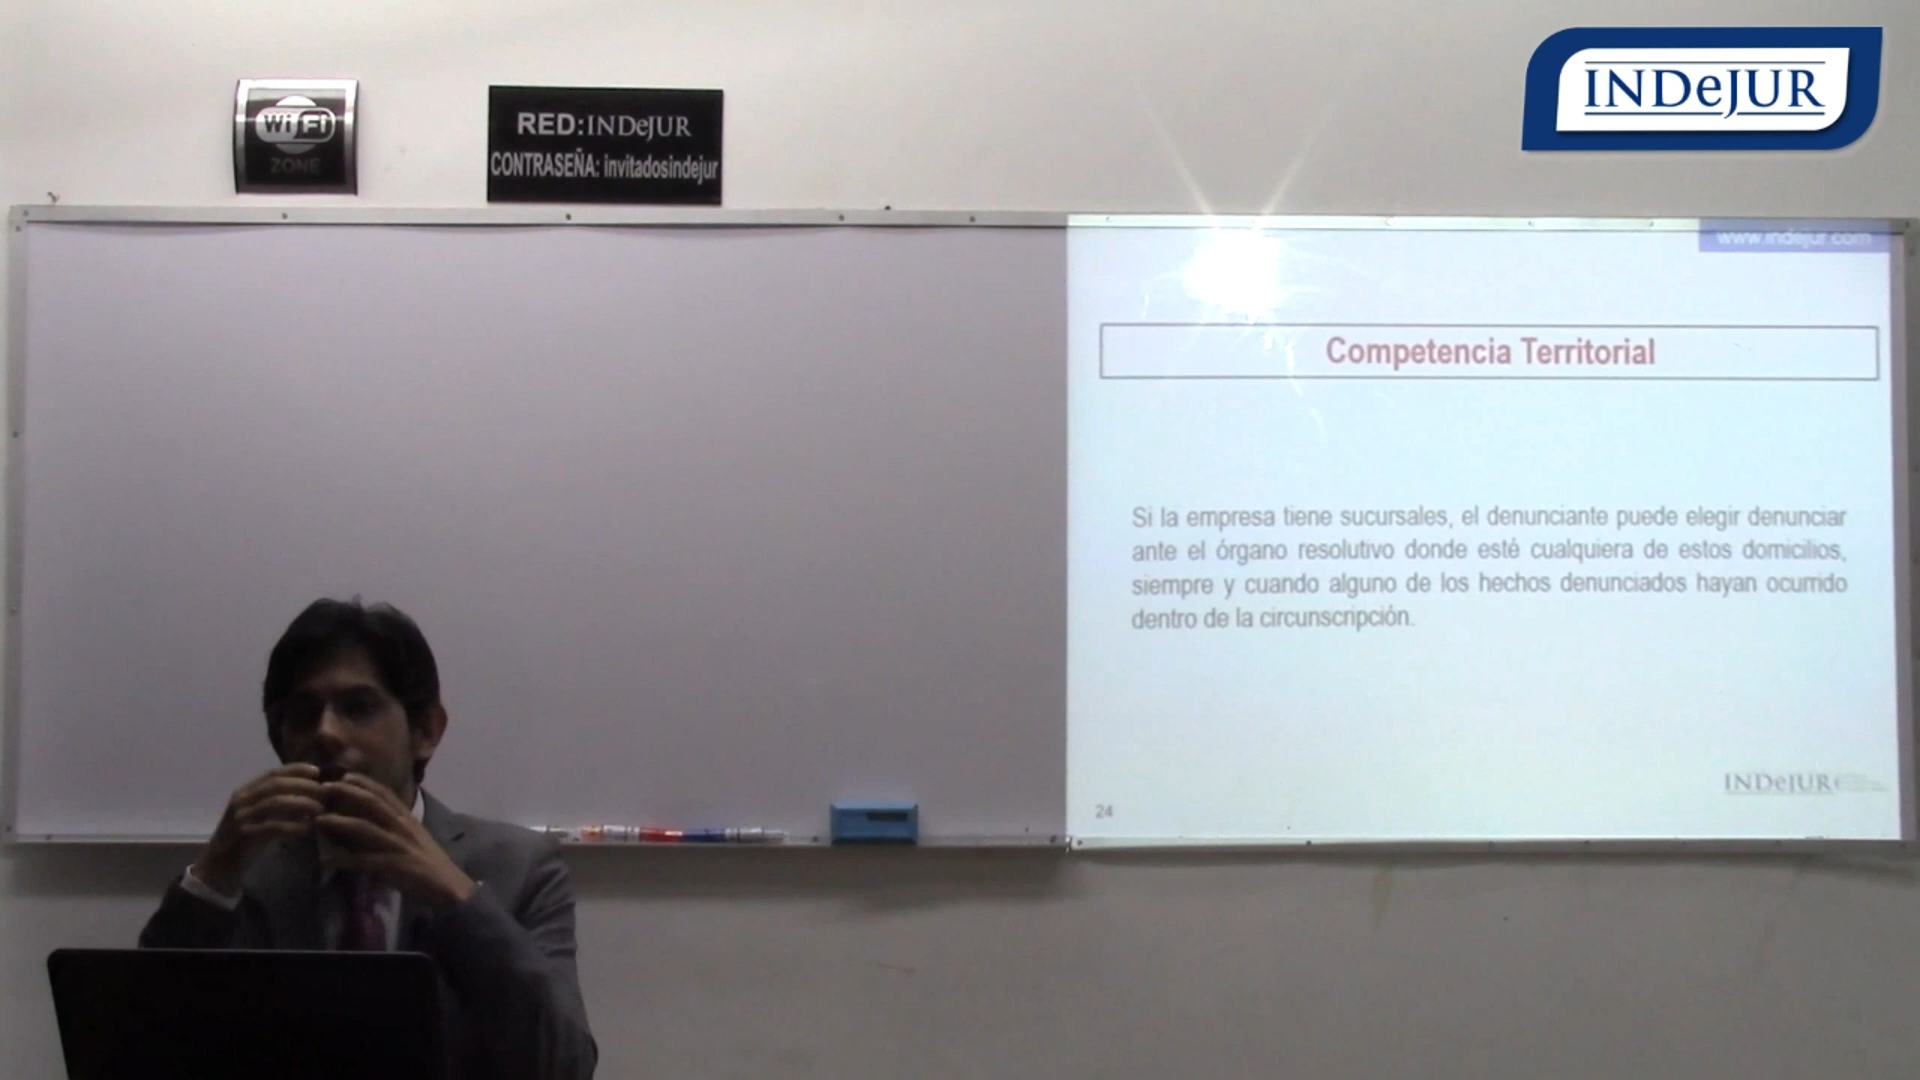 INDeJUR
WiFi
ZONE
RED:INDeJUR
CONTRASEÑA: invitadosindejur
www.indejur.com
Competencia Territorial
Si la empresa tiene sucursales, el denunciante puede elegir denunciar
ante el órgano resolutivo donde esté cualquiera de estos domicilios,
siempre y cuando alguno de los hechos denunciados hayan ocurrido
dentro de la circunscripción.
INDeJUR
24